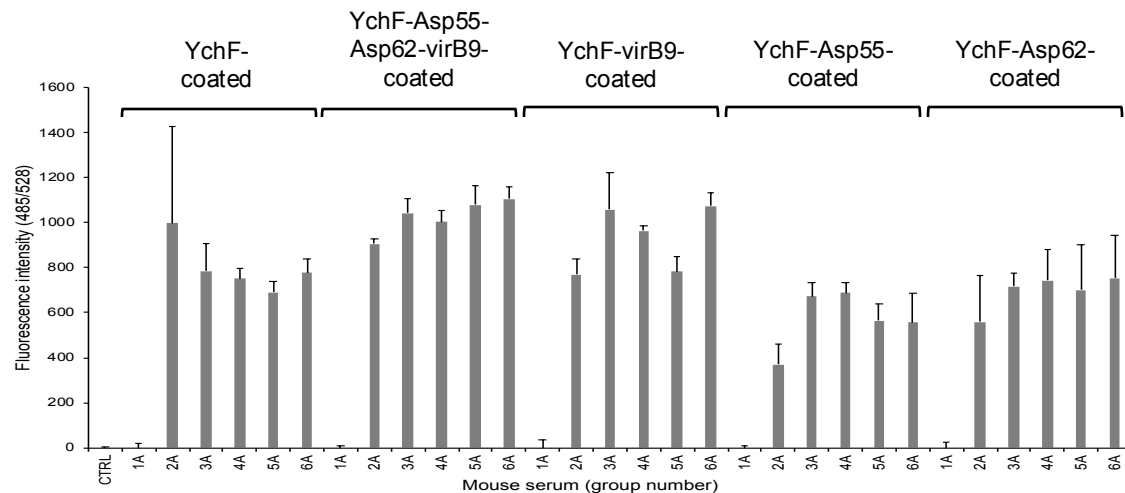 YchF-
coated
YchF-Asp55-
Asp62-virB9-
coated
YchF-virB9-
coated
YchF-Asp55-
coated
YchF-Asp62-
coated
Fluorescence intensity (485/528)
1600
1400
1200
1000
800
600
400
200
0
CTRL 1A 2A 3A 4A 5A 6A 1A 2A 3A 4A 5A 6A 1A 2A 3A 4A 5A 6A 1A 2A 3A 4A 5A 6A 1A 2A 3A 4A 5A 6A
Mouse serum (group number)